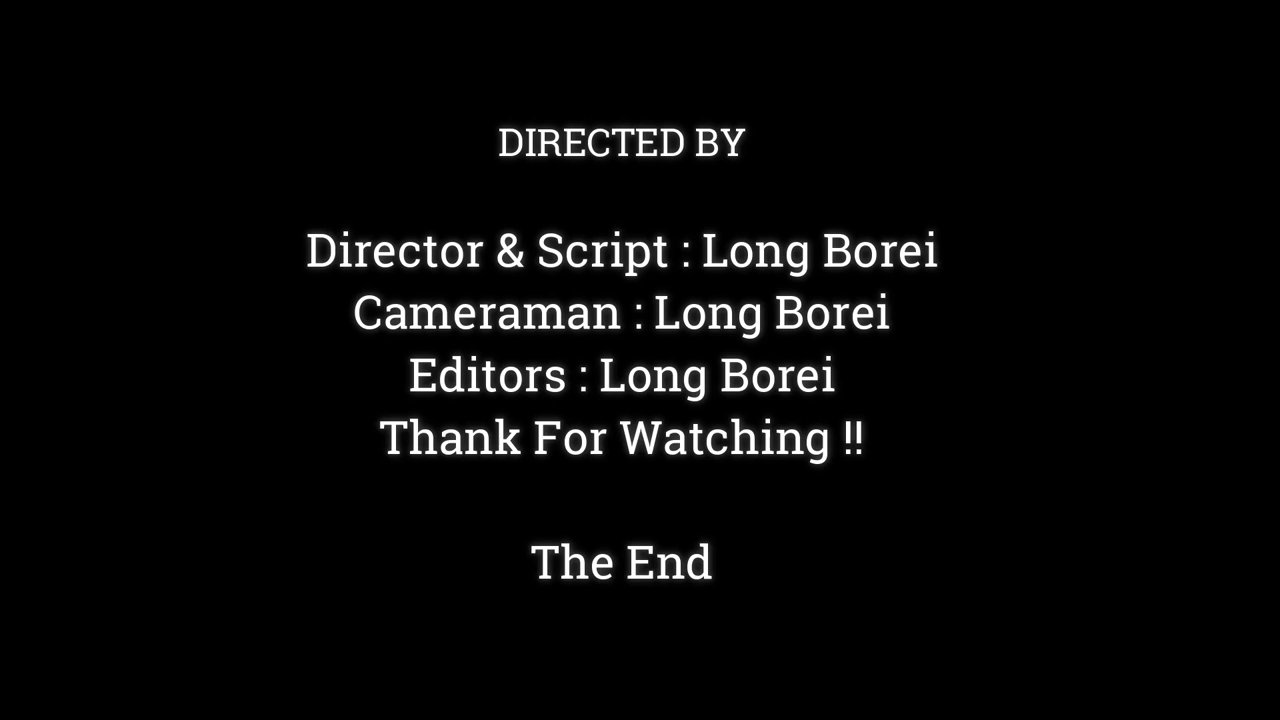 DIRECTED BY
Director & Script : Long Borei
Cameraman : Long Borei
Editors : Long Borei
Thank For Watching !!
The End